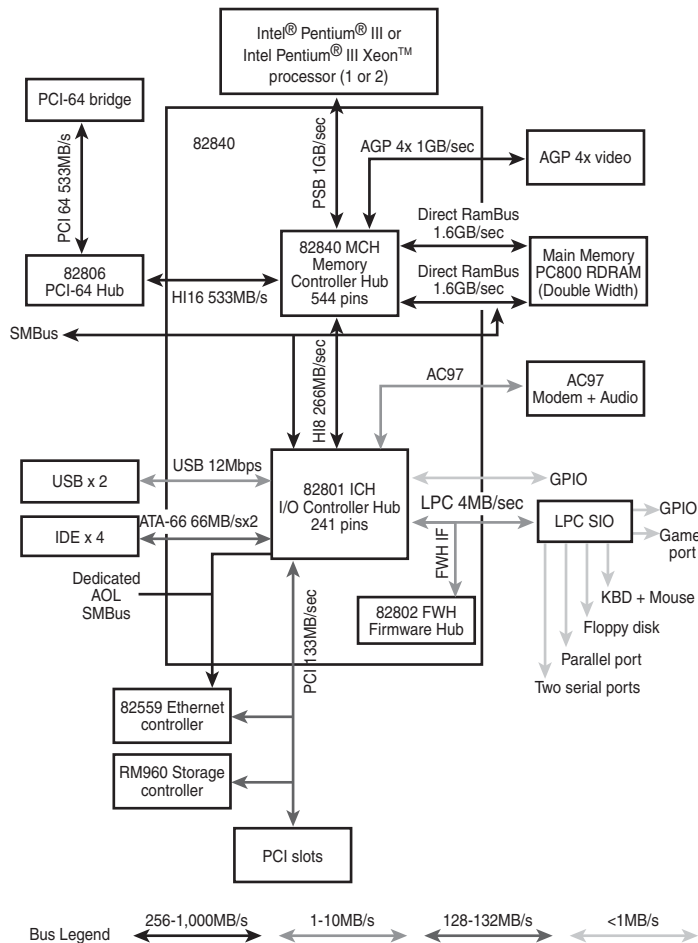 Intel® Pentium® III or
Intel Pentium® III Xeon™
processor (1 or 2)
PCI-64 bridge
82840
PSB 1GB/sec
AGP 4x 1GB/sec
AGP 4x video
PCI 64 533MB/s
Direct RamBus
1.6GB/sec
82840 MCH
Memory
Controller Hub
544 pins
Main Memory
PC800 RDRAM
(Double Width)
82806
PCI-64 Hub
HI16 533MB/s
Direct RamBus
1.6GB/sec
SMBus
HI8 266MB/sec
AC97
AC97
Modem + Audio
USB x 2
USB 12Mbps
82801 ICH
I/O Controller Hub
241 pins
GPIO
LPC 4MB/sec
LPC SIO
GPIO
Game
port
IDE x 4
ATA-66 66MB/sx2
FWH IF
Dedicated
AOL
SMBus
PCI 133MB/sec
82802 FWH
Firmware Hub
KBD + Mouse
Floppy disk
Parallel port
Two serial ports
82559 Ethernet
controller
RM960 Storage
controller
PCI slots
Bus Legend
256-1,000MB/s
1-10MB/s
128-132MB/s
<1MB/s